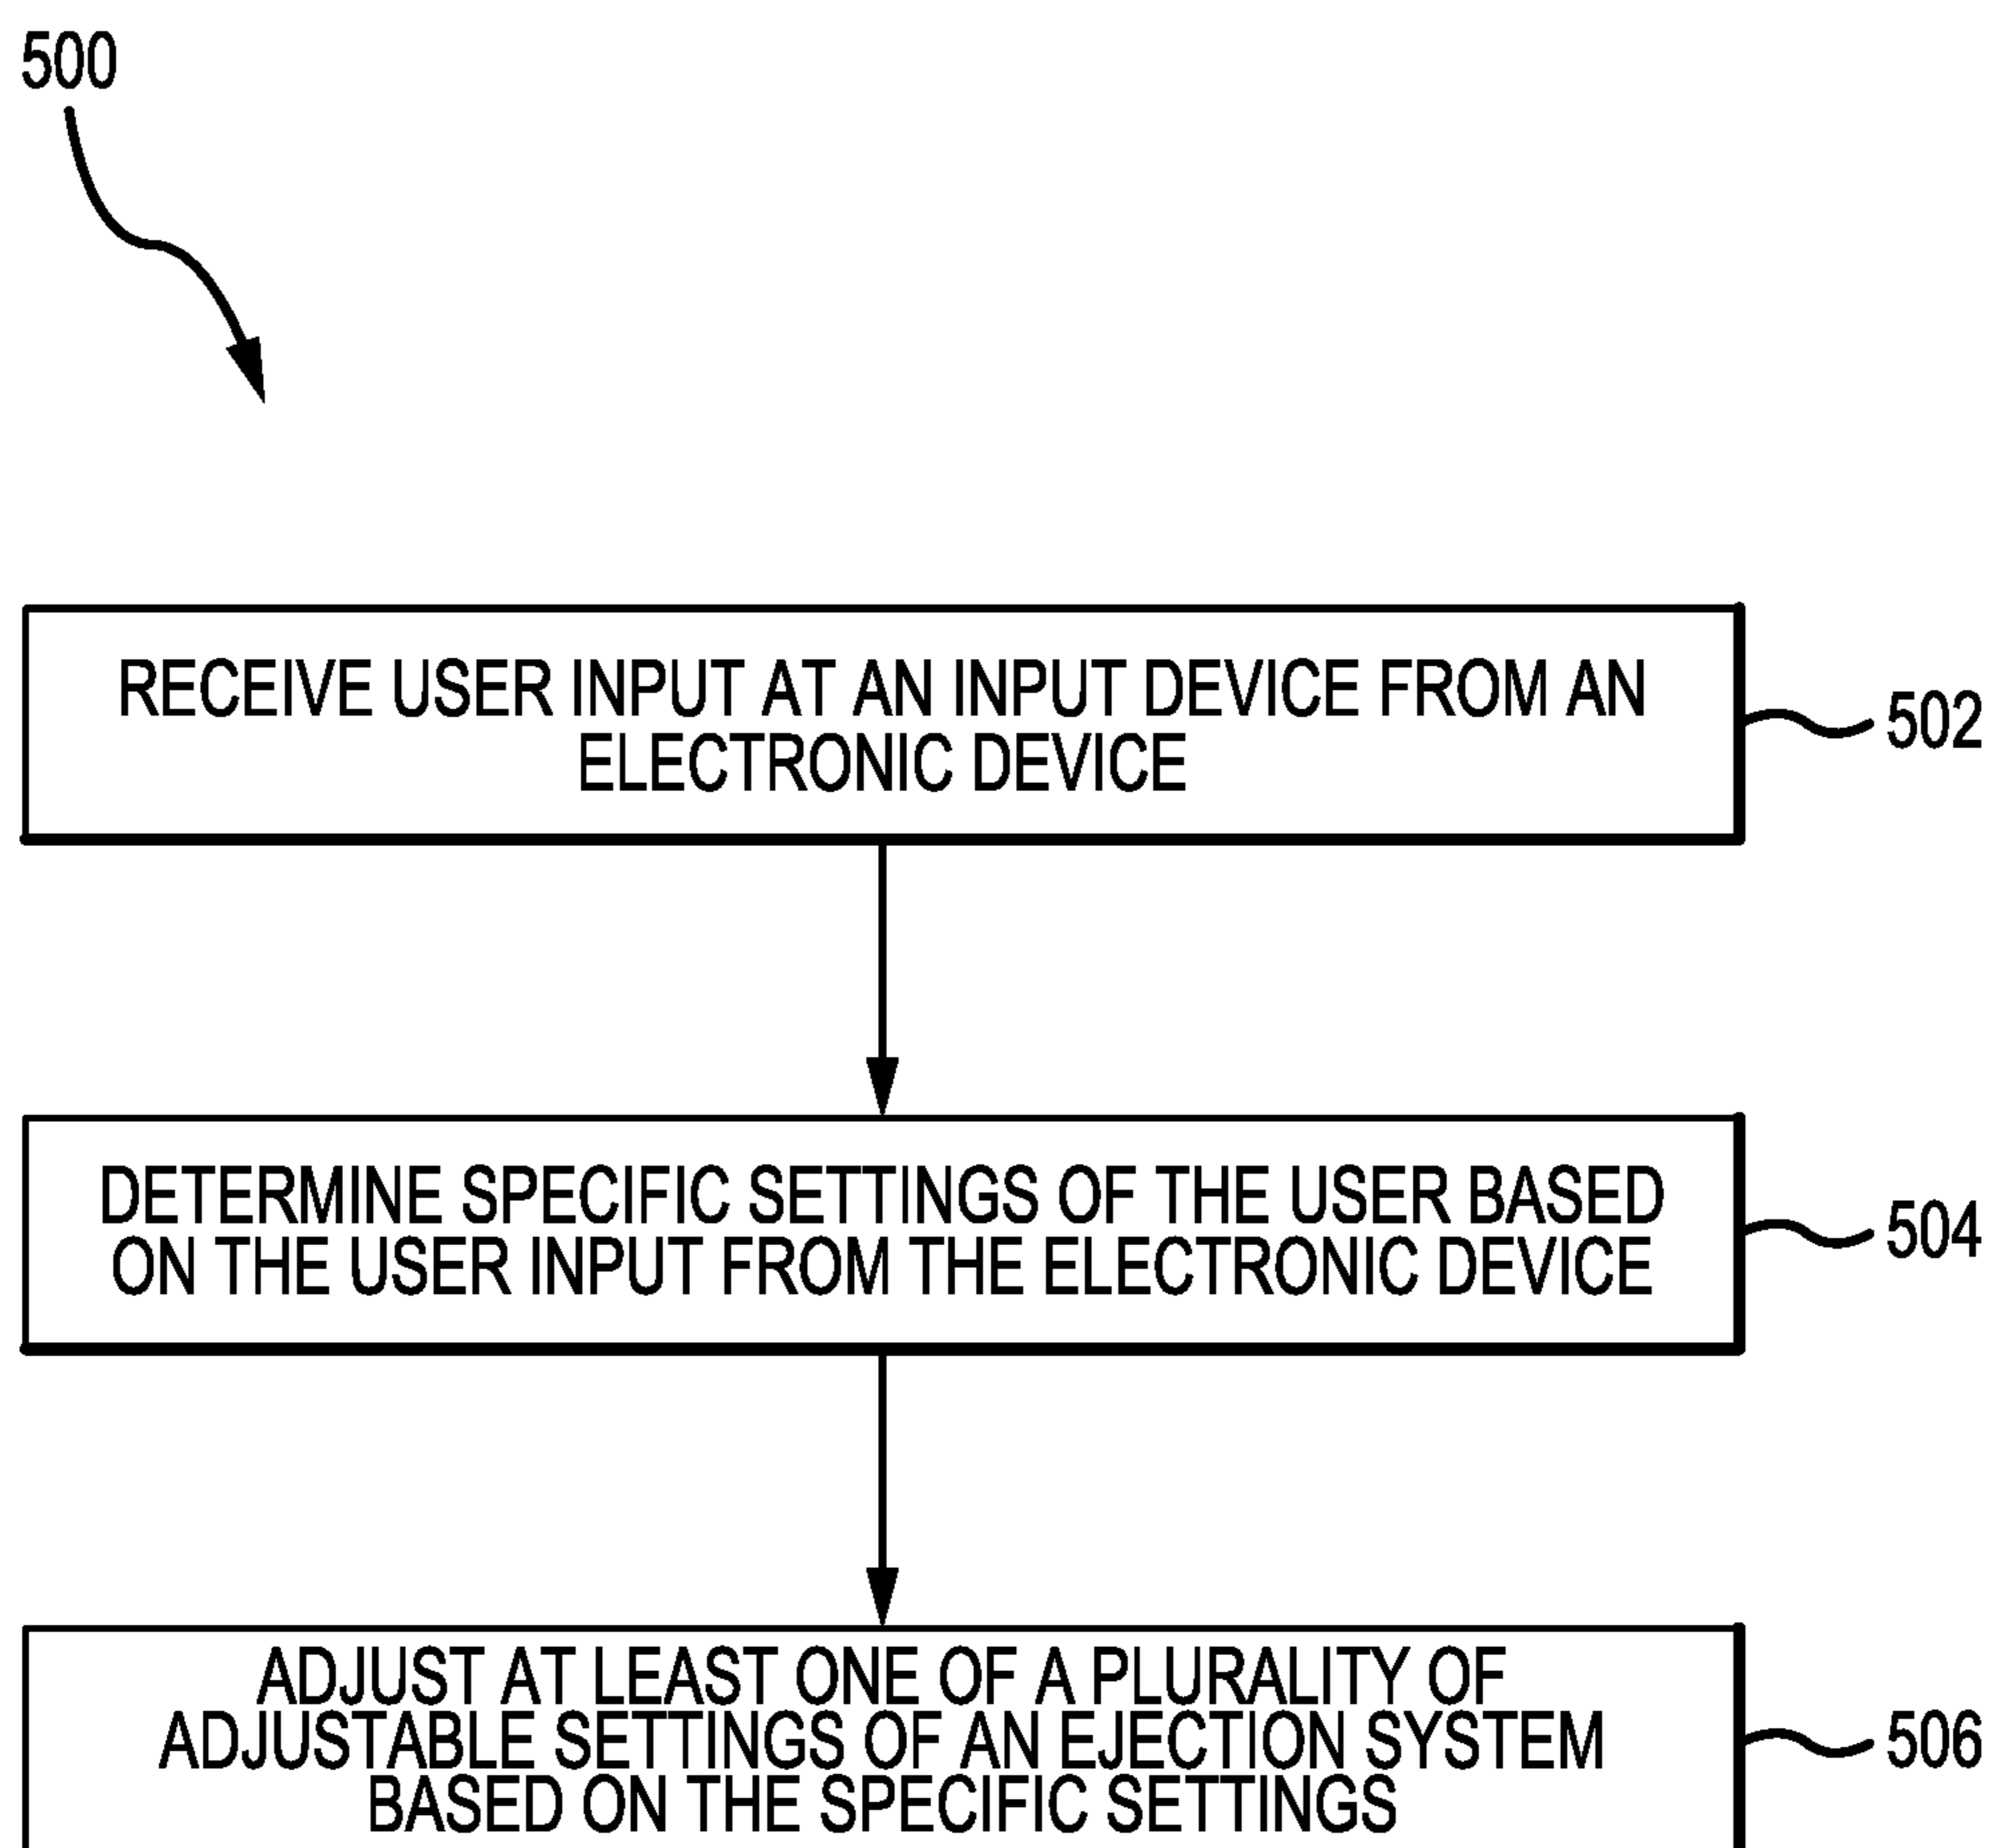 500
RECEIVE USER INPUT AT AN INPUT DEVICE FROM AN
ELECTRONIC DEVICE
502
DETERMINE SPECIFIC SETTINGS OF THE USER BASED
ON THE USER INPUT FROM THE ELECTRONIC DEVICE
504
ADJUST AT LEAST ONE OF A PLURALITY OF
ADJUSTABLE SETTINGS OF AN EJECTION SYSTEM
BASED ON THE SPECIFIC SETTINGS
506